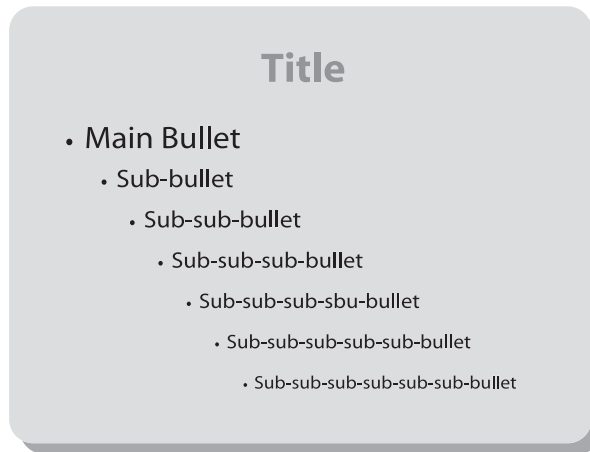 Title
• Main Bullet
• Sub-bullet
• Sub-sub-bullet
• Sub-sub-sub-bullet
• Sub-sub-sub-sbu-bullet
• Sub-sub-sub-sub-sub-bullet
• Sub-sub-sub-sub-sub-sub-bullet